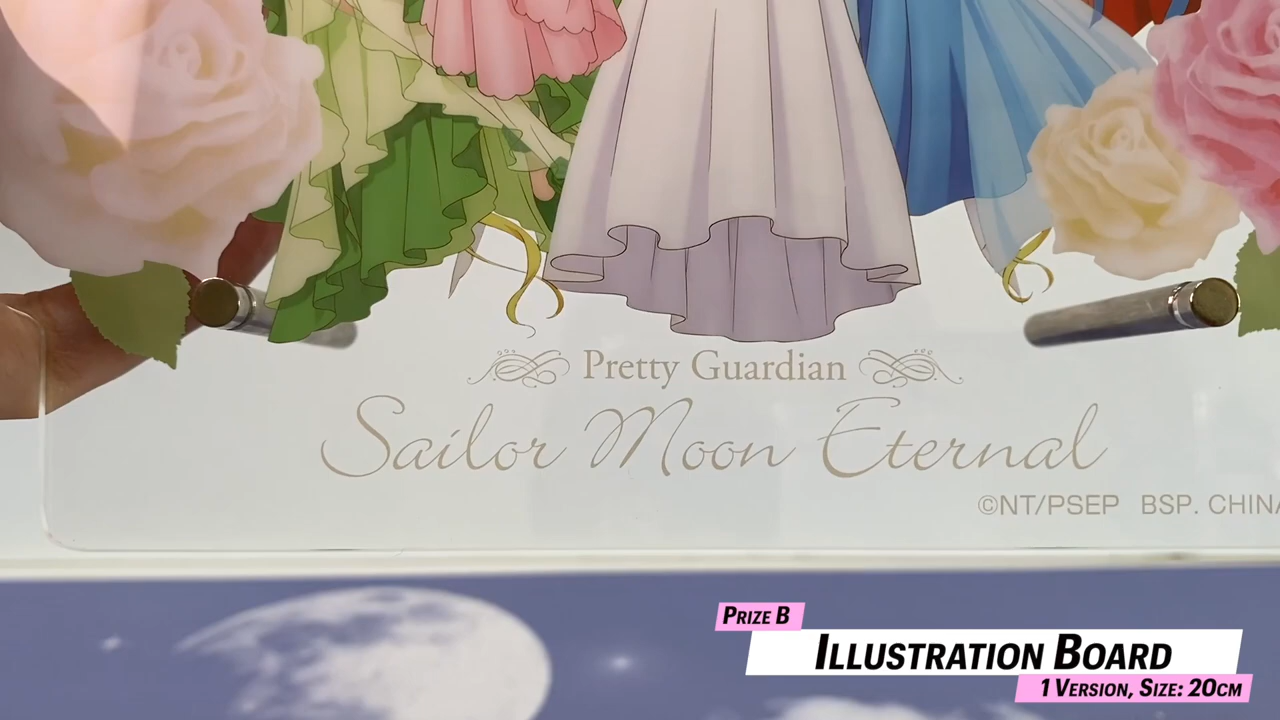 Pretty Guardian
Sailor Moon Eternal
©NT/PSEP BSP. CHINA
PRIZE B
ILLUSTRATION BOARD
1 VERSION, SIZE: 20CM